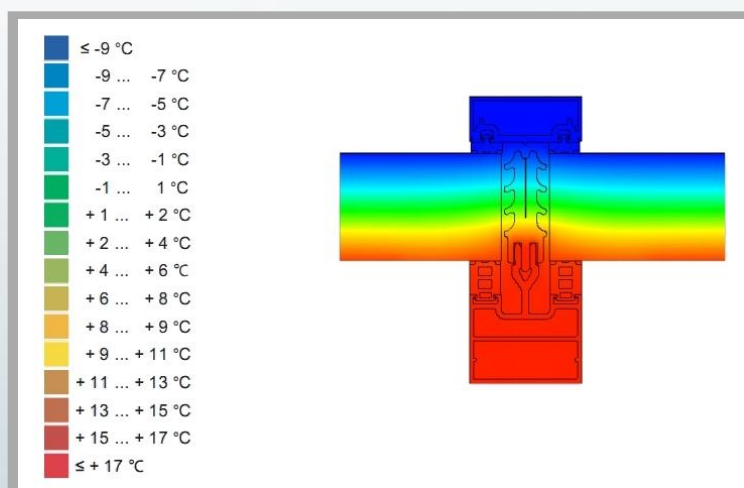 ≤ -9 °C
-9 ... -7 °C
-7 ... -5 °C
-5 ... -3 °C
-3 ... -1 °C
-1 ... 1 °C
+ 1 ... + 2 °C
+ 2 ... + 4 °C
+ 4 ... + 6 ℃
+ 6 ... + 8 °C
+ 8 ... + 9 °C
+ 9 ... + 11 °C
+ 11 ... + 13 °C
+ 13 ... + 15 °C
+ 15 ... + 17 °C
≤ + 17 ℃